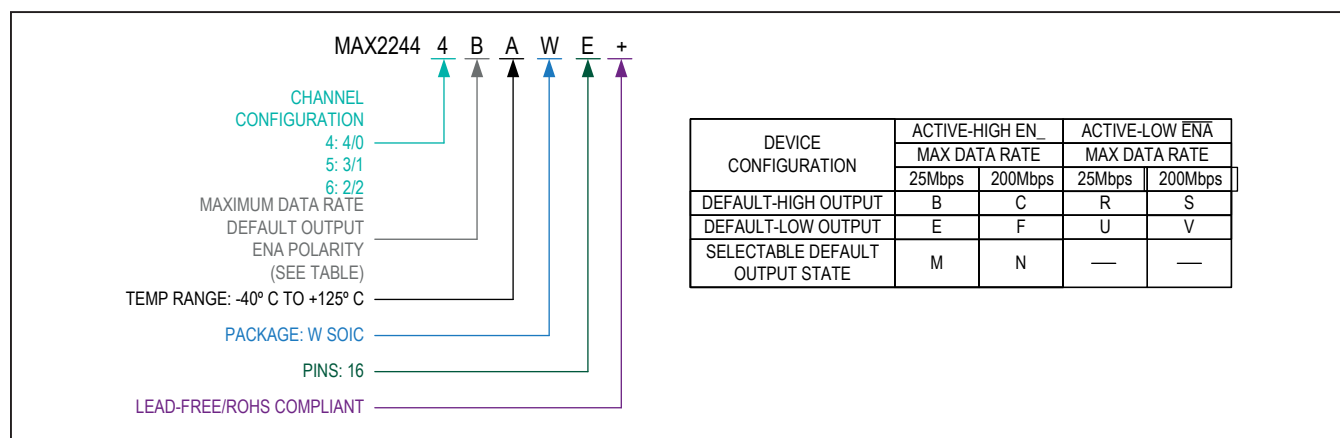 MAX2244 4 B A W E +
CHANNEL
CONFIGURATION
4: 4/0
5: 3/1
6: 2/2
MAXIMUM DATA RATE
DEFAULT OUTPUT
ENA POLARITY
(SEE TABLE)
TEMP RANGE: -40º C TO +125º C
PACKAGE: W SOIC
PINS: 16
LEAD-FREE/ROHS COMPLIANT
DEVICE
CONFIGURATION
ACTIVE-HIGH EN_ ACTIVE-LOW E̅N̅A̅
MAX DATA RATE MAX DATA RATE
25Mbps 200Mbps 25Mbps 200Mbps
DEFAULT-HIGH OUTPUT B C R S
DEFAULT-LOW OUTPUT E F U V
SELECTABLE DEFAULT
OUTPUT STATE M N — —